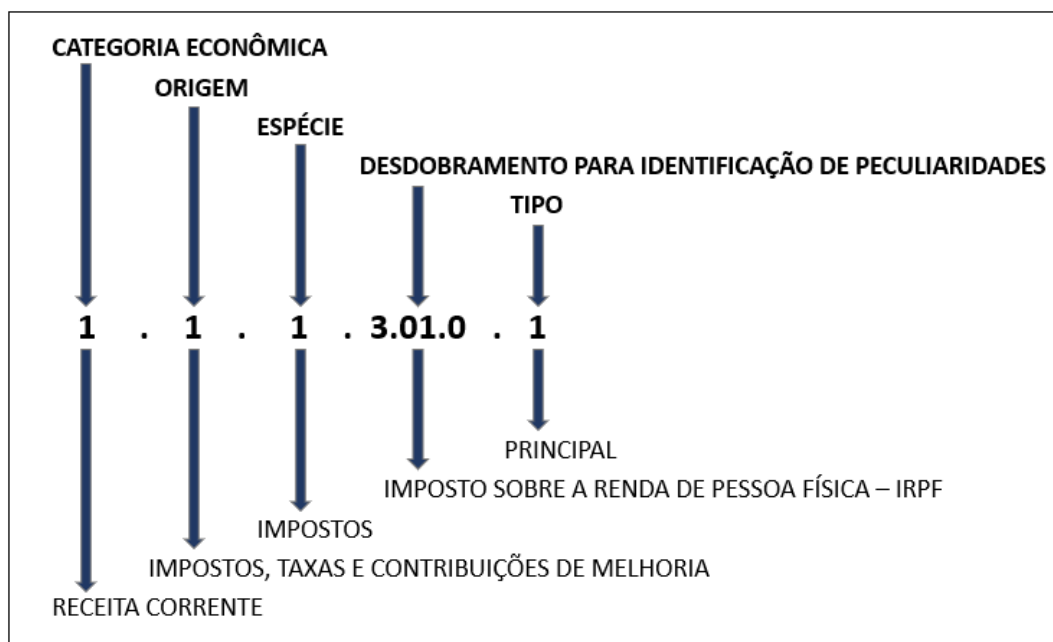 CATEGORIA ECONÔMICA
ORIGEM
ESPÉCIE
DESDOBRAMENTO PARA IDENTIFICAÇÃO DE PECULIARIDADES
TIPO
1 . 1 . 1 . 3.01.0 . 1
PRINCIPAL
IMPOSTO SOBRE A RENDA DE PESSOA FÍSICA – IRPF
IMPOSTOS
IMPOSTOS, TAXAS E CONTRIBUIÇÕES DE MELHORIA
RECEITA CORRENTE